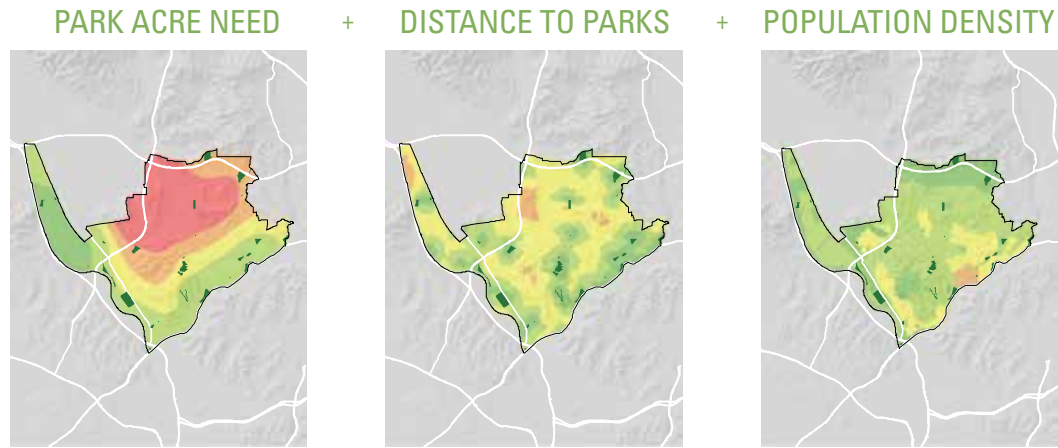 PARK ACRE NEED + DISTANCE TO PARKS + POPULATION DENSITY